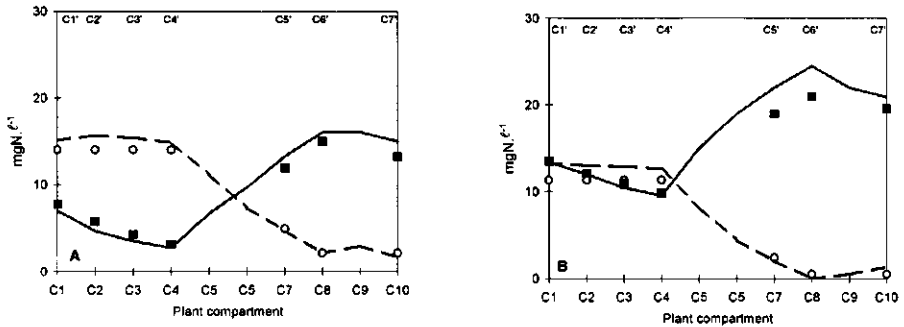 30
C1' C2' C3' C4' C5' C6' C7'
20
mgN.ℓ⁻¹
10
A
0
C1 C2 C3 C4 C5 C5 C7 C8 C9 C10
Plant compartment
30
C1' C2' C3' C4' C5' C6' C7'
20
mgN.ℓ⁻¹
10
B
0
C1 C2 C3 C4 C5 C5 C7 C8 C9 C10
Plant compartment